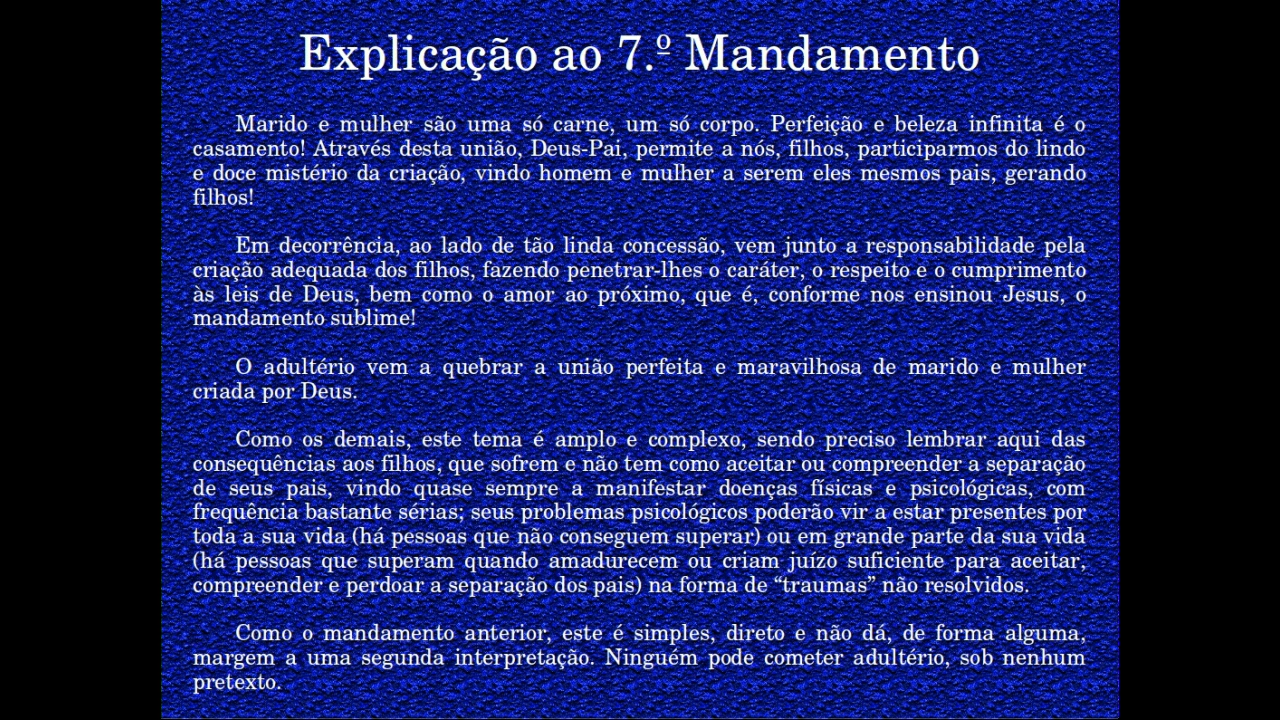 Explicação ao 7.º Mandamento
Marido e mulher são uma só carne, um só corpo. Perfeição e beleza infinita é o
casamento! Através desta união, Deus-Pai, permite a nós, filhos, participarmos do lindo
e doce mistério da criação, vindo homem e mulher a serem eles mesmos pais, gerando
filhos!
Em decorrência, ao lado de tão linda concessão, vem junto a responsabilidade pela
criação adequada dos filhos, fazendo penetrar-lhes o caráter, o respeito e o cumprimento
às leis de Deus, bem como o amor ao próximo, que é, conforme nos ensinou Jesus, o
mandamento sublime!
O adultério vem a quebrar a união perfeita e maravilhosa de marido e mulher
criada por Deus.
Como os demais, este tema é amplo e complexo, sendo preciso lembrar aqui das
consequências aos filhos, que sofrem e não tem como aceitar ou compreender a separação
de seus pais, vindo quase sempre a manifestar doenças físicas e psicológicas, com
frequência bastante sérias; seus problemas psicológicos poderão vir a estar presentes por
toda a sua vida (há pessoas que não conseguem superar) ou em grande parte da sua vida
(há pessoas que superam quando amadurecem ou criam juízo suficiente para aceitar,
compreender e perdoar a separação dos pais) na forma de “traumas” não resolvidos.
Como o mandamento anterior, este é simples, direto e não dá, de forma alguma,
margem a uma segunda interpretação. Ninguém pode cometer adultério, sob nenhum
pretexto.